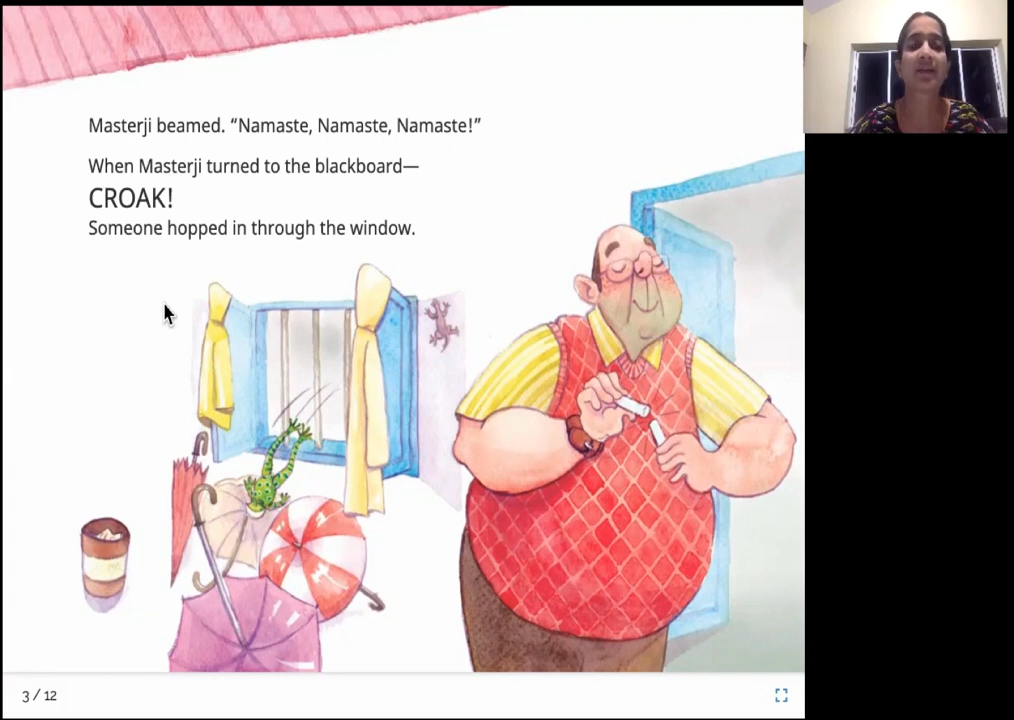 Masterji beamed. “Namaste, Namaste, Namaste!”
When Masterji turned to the blackboard—
CROAK!
Someone hopped in through the window.
3 / 12